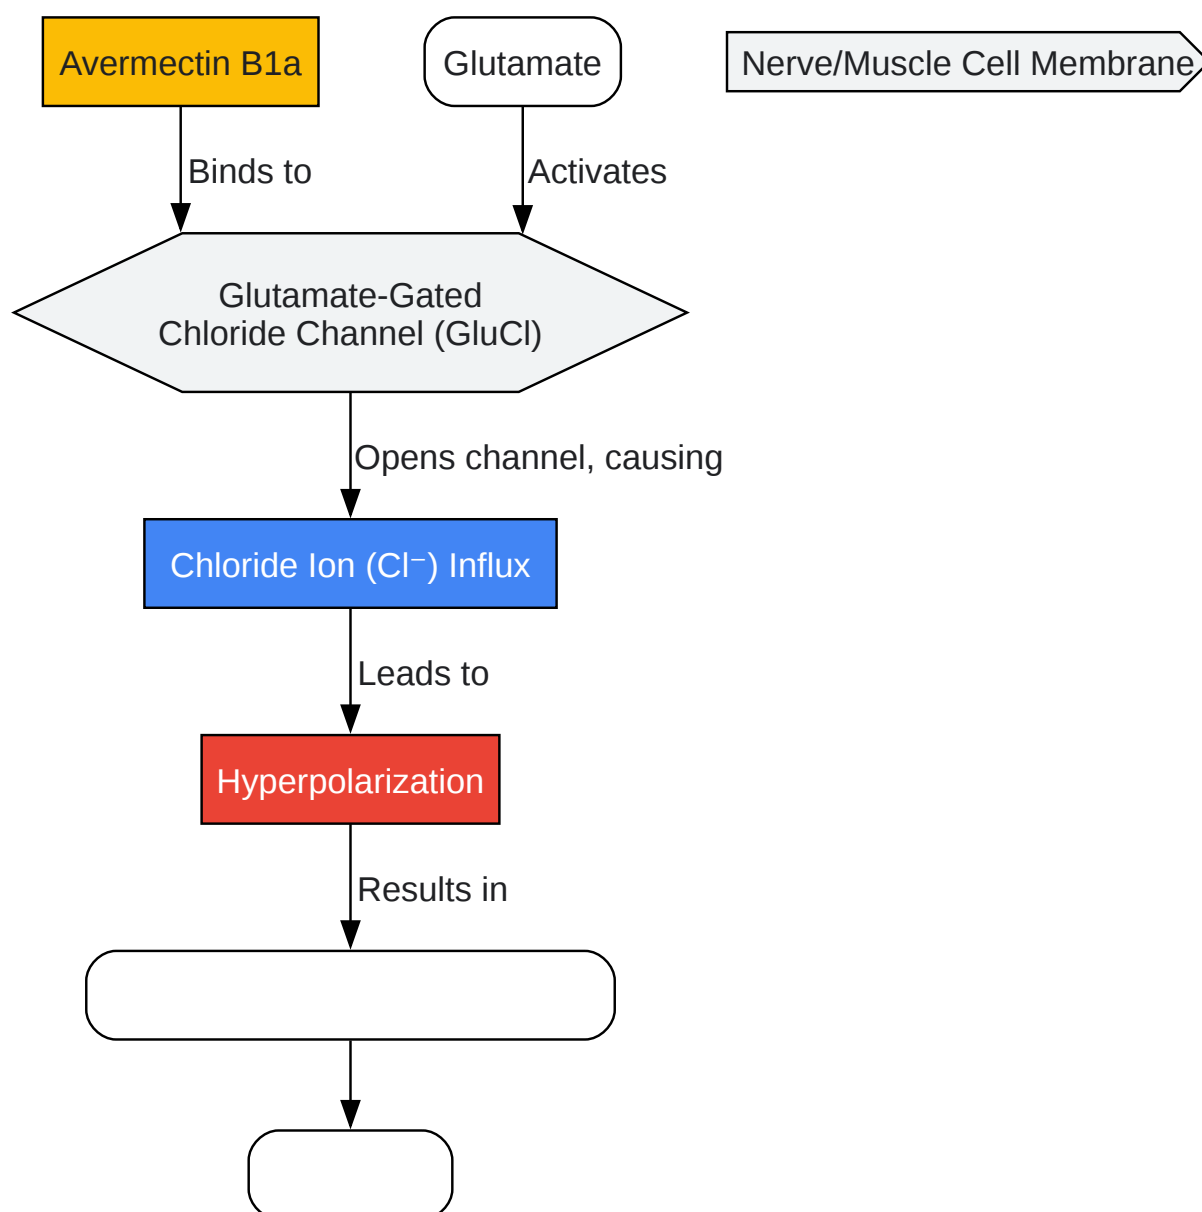 Avermectin B1a
Glutamate
Nerve/Muscle Cell Membrane
Binds to
Activates
Glutamate-Gated
Chloride Channel (GluCl)
Opens channel, causing
Chloride Ion (Cl⁻) Influx
Leads to
Hyperpolarization
Results in